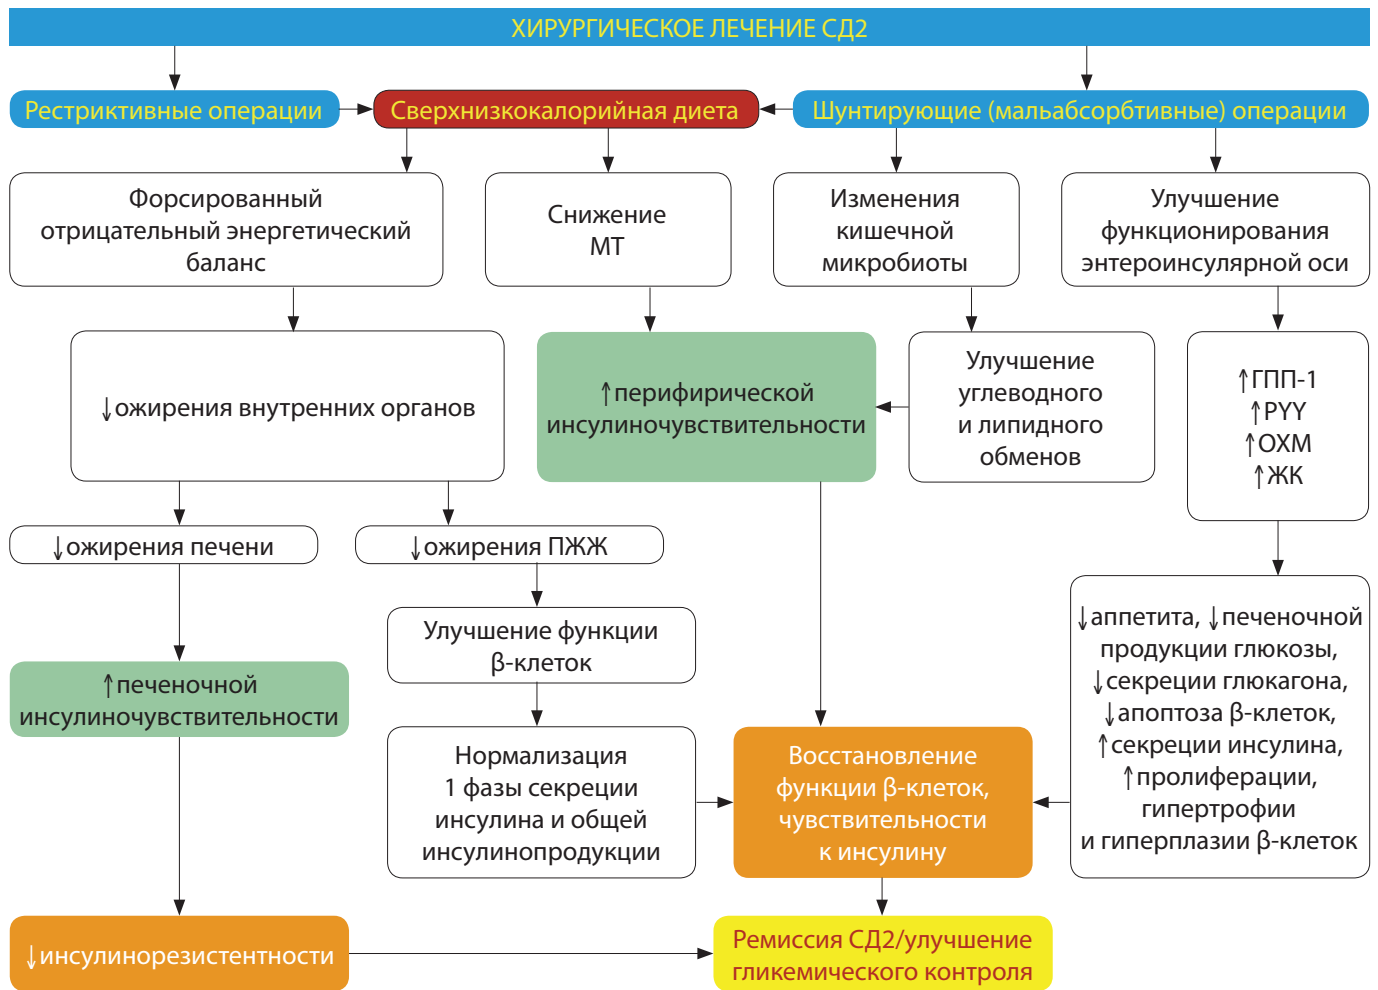 ХИРУРГИЧЕСКОЕ ЛЕЧЕНИЕ СД2
Рестриктивные операции
Сверхнизкокалорийная диета
Шунтирующие (мальабсорбтивные) операции
Форсированный
отрицательный энергетический
баланс
Снижение
МТ
Изменения
кишечной
микробиоты
Улучшение
функционирования
энтероинсулярной оси
↓ожирения внутренних органов
↑перифирической
инсулиночувствительности
Улучшение
углеводного
и липидного
обменов
↑ГПП-1
↑PYY
↑ОХМ
↑ЖК
↓ожирения печени
↓ожирения ПЖЖ
Улучшение функции
β-клеток
↓аппетита, ↓печеночной
продукции глюкозы,
↓секреции глюкагона,
↓апоптоза β-клеток,
↑секреции инсулина,
↑пролиферации,
гипертрофии
и гиперплазии β-клеток
↑печеночной
инсулиночувствительности
Нормализация
1 фазы секреции
инсулина и общей
инсулинопродукции
Восстановление
функции β-клеток,
чувствительности
к инсулину
↓инсулинорезистентности
Ремиссия СД2/улучшение
гликемического контроля